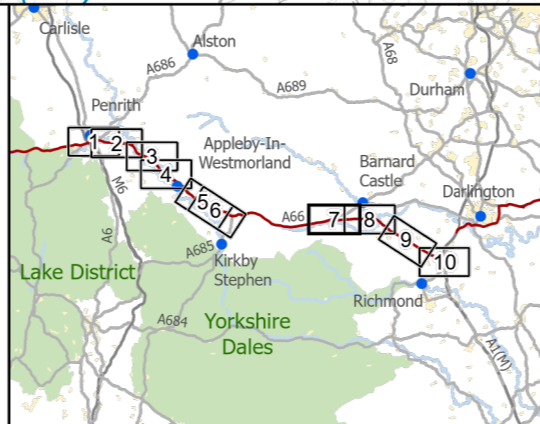 Carlisle
Alston
A686
A689
A68
Durham
Penrith
Appleby-In-
Westmorland
Barnard
Castle
Darlington
1
2
3
4
5
6
7
8
9
10
M6
A6
A66
A685
Kirkby
Stephen
Lake District
Richmond
A684
Yorkshire
Dales
A1(M)